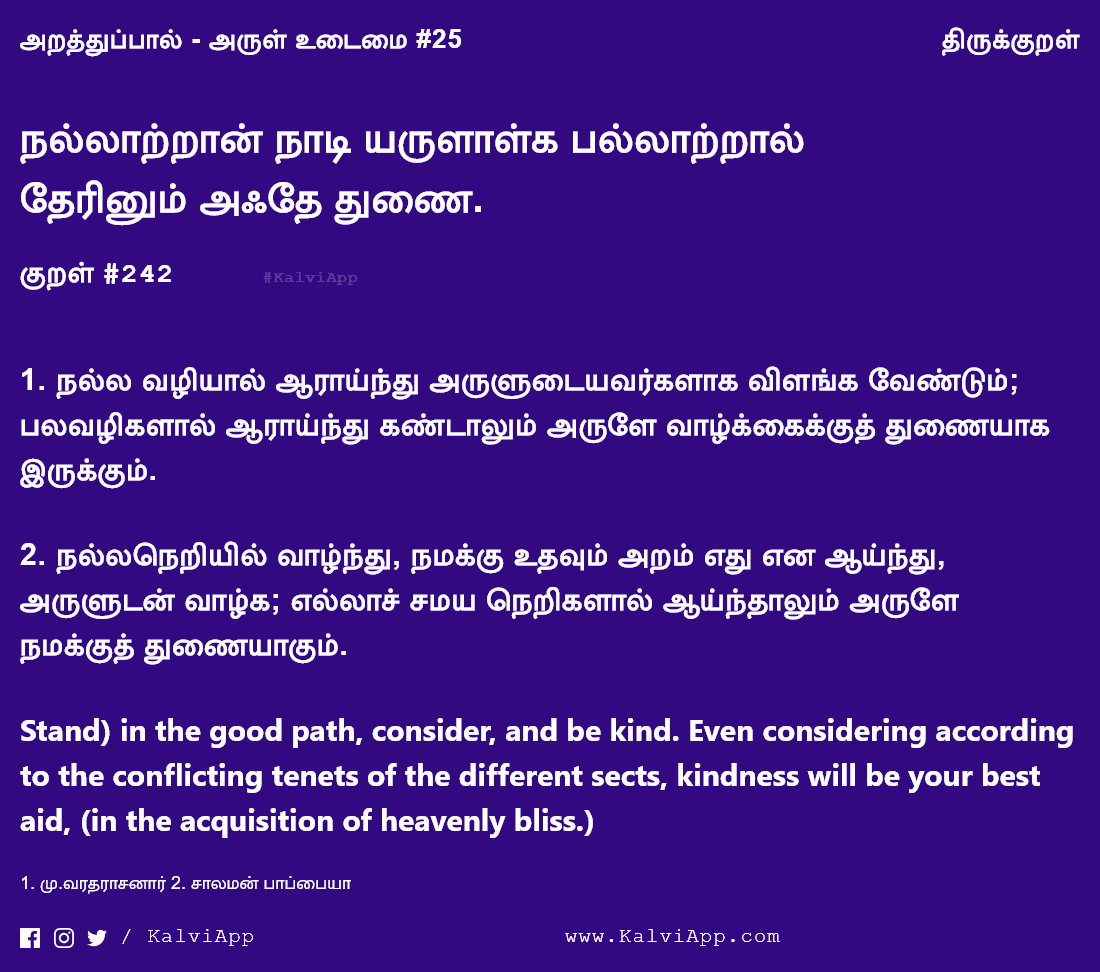 அறத்துப்பால் - அருள் உடைமை #25 திருக்குறள்
நல்லாற்றான் நாடி யருளாள்க பல்லாற்றால்
தேரினும் அஃதே துணை.
குறள் #242 #KalviApp
1. நல்ல வழியால் ஆராய்ந்து அருளுடையவர்களாக விளங்க வேண்டும்;
பலவழிகளால் ஆராய்ந்து கண்டாலும் அருளே வாழ்க்கைக்குத் துணையாக
இருக்கும்.
2. நல்லநெறியில் வாழ்ந்து, நமக்கு உதவும் அறம் எது என ஆய்ந்து,
அருளுடன் வாழ்க; எல்லாச் சமய நெறிகளால் ஆய்ந்தாலும் அருளே
நமக்குத் துணையாகும்.
Stand) in the good path, consider, and be kind. Even considering according
to the conflicting tenets of the different sects, kindness will be your best
aid, (in the acquisition of heavenly bliss.)
1. மு.வரதராசனார் 2. சாலமன் பாப்பையா
/ KalviApp www.KalviApp.com